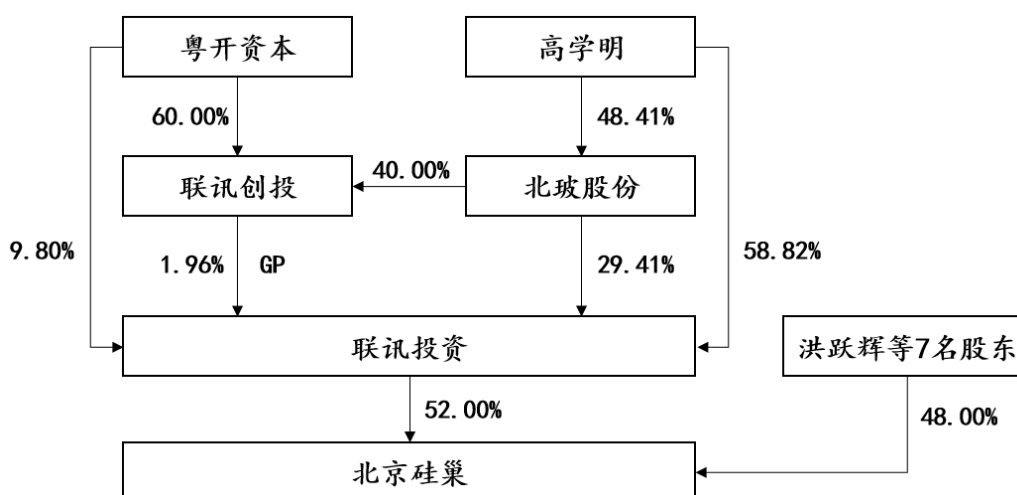 粤开资本
高学明
60.00%
48.41%
联讯创投
40.00%
北玻股份
9.80%
1.96%
GP
29.41%
58.82%
联讯投资
洪跃辉等7名股东
52.00%
48.00%
北京硅巢